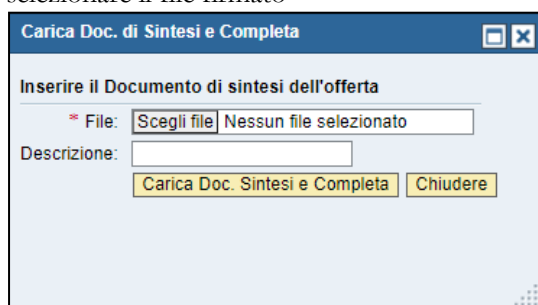 selezionare il file firmato
Carica Doc. di Sintesi e Completa
Inserire il Documento di sintesi dell'offerta
* File: Scegli file Nessun file selezionato
Descrizione:
Carica Doc. Sintesi e Completa Chiudere